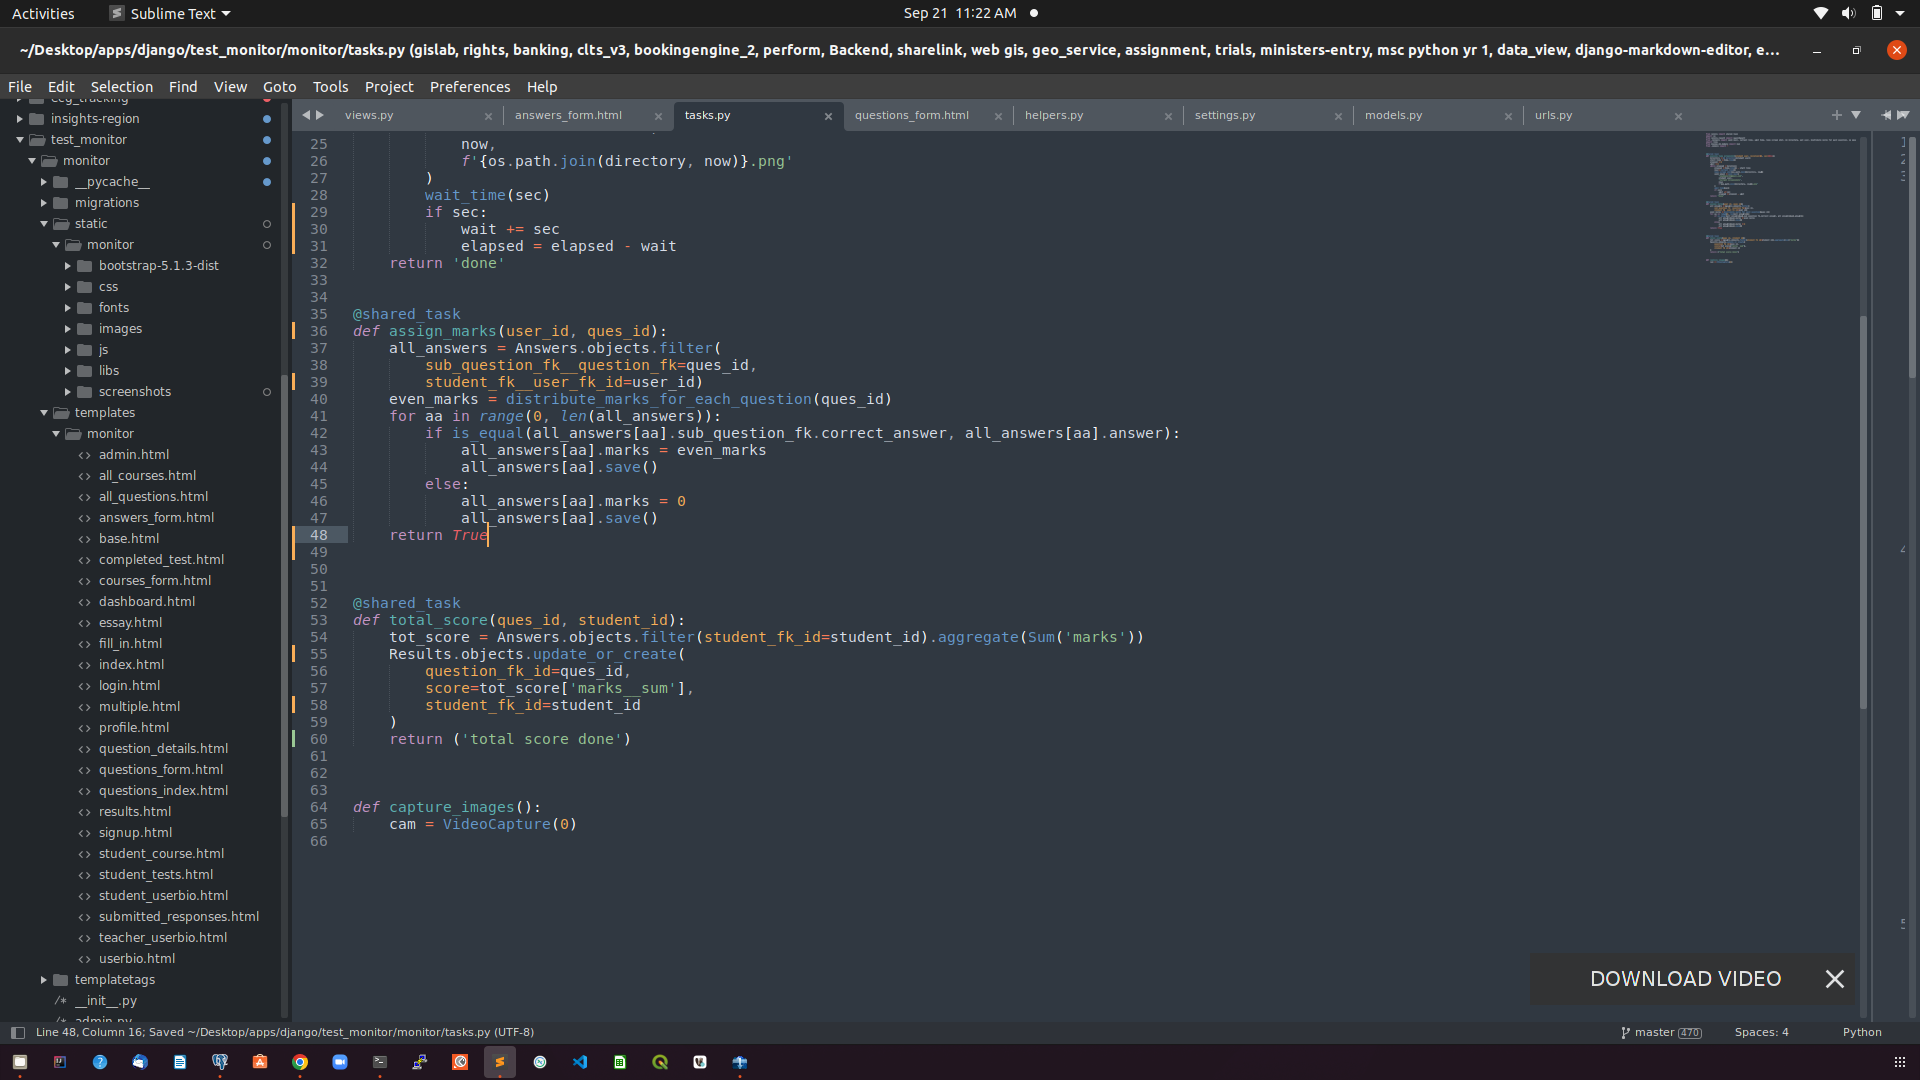 Activities
Sublime Text
Sep 21 11:22 AM
~/Desktop/apps/django/test_monitor/monitor/tasks.py (gislab, rights, banking, clts_v3, bookingengine_2, perform, Backend, sharelink, web gis, geo_service, assignment, trials, ministers-entry, msc python yr 1, data_view, django-markdown-editor, e...
File Edit Selection Find View Goto Tools Project Preferences Help
insights-region
test_monitor
monitor
__pycache__
migrations
static
monitor
bootstrap-5.1.3-dist
css
fonts
images
js
libs
screenshots
templates
monitor
admin.html
all_courses.html
all_questions.html
answers_form.html
base.html
completed_test.html
courses_form.html
dashboard.html
essay.html
fill_in.html
index.html
login.html
multiple.html
profile.html
question_details.html
questions_form.html
questions_index.html
results.html
signup.html
student_course.html
student_tests.html
student_userbio.html
submitted_responses.html
teacher_userbio.html
userbio.html
templatetags
/* __init__.py
views.py answers_form.html tasks.py questions_form.html helpers.py settings.py models.py urls.py
25 now,
26 f'{os.path.join(directory, now)}.png'
27 )
28 wait_time(sec)
29 if sec:
30 wait += sec
31 elapsed = elapsed - wait
32 return 'done'
33
34
35 @shared_task
36 def assign_marks(user_id, ques_id):
37 all_answers = Answers.objects.filter(
38 sub_question_fk__question_fk=ques_id,
39 student_fk__user_fk_id=user_id)
40 even_marks = distribute_marks_for_each_question(ques_id)
41 for aa in range(0, len(all_answers)):
42 if is_equal(all_answers[aa].sub_question_fk.correct_answer, all_answers[aa].answer):
43 all_answers[aa].marks = even_marks
44 all_answers[aa].save()
45 else:
46 all_answers[aa].marks = 0
47 all_answers[aa].save()
48 return True
49
50
51
52 @shared_task
53 def total_score(ques_id, student_id):
54 tot_score = Answers.objects.filter(student_fk_id=student_id).aggregate(Sum('marks'))
55 Results.objects.update_or_create(
56 question_fk_id=ques_id,
57 score=tot_score['marks__sum'],
58 student_fk_id=student_id
59 )
60 return ('total score done')
61
62
63
64 def capture_images():
65 cam = VideoCapture(0)
66
DOWNLOAD VIDEO
Line 48, Column 16; Saved ~/Desktop/apps/django/test_monitor/monitor/tasks.py (UTF-8)
master 470
Spaces: 4
Python